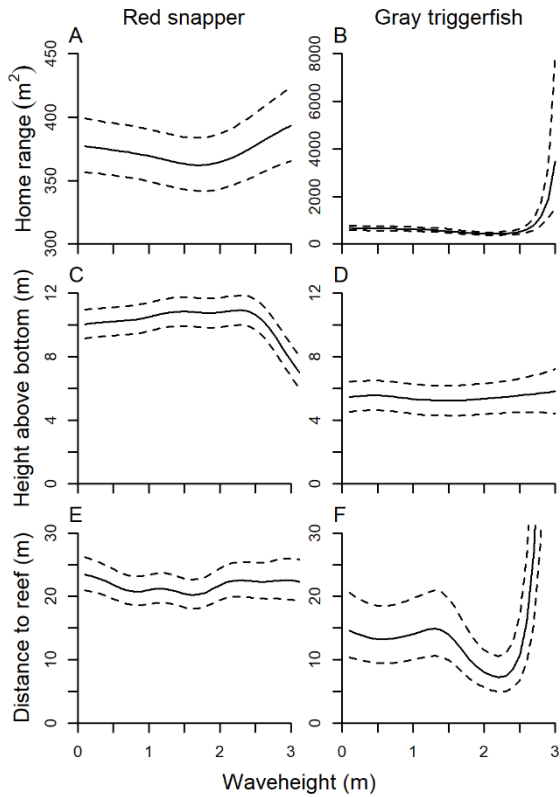 Red snapper Gray triggerfish
A B
Home range (m²)
300 350 400 450
0 2000 4000 6000 8000
C D
Height above bottom (m)
0 4 8 12
0 4 8 12
E F
Distance to reef (m)
0 10 20 30
0 10 20 30
0 1 2 3 0 1 2 3
Waveheight (m)